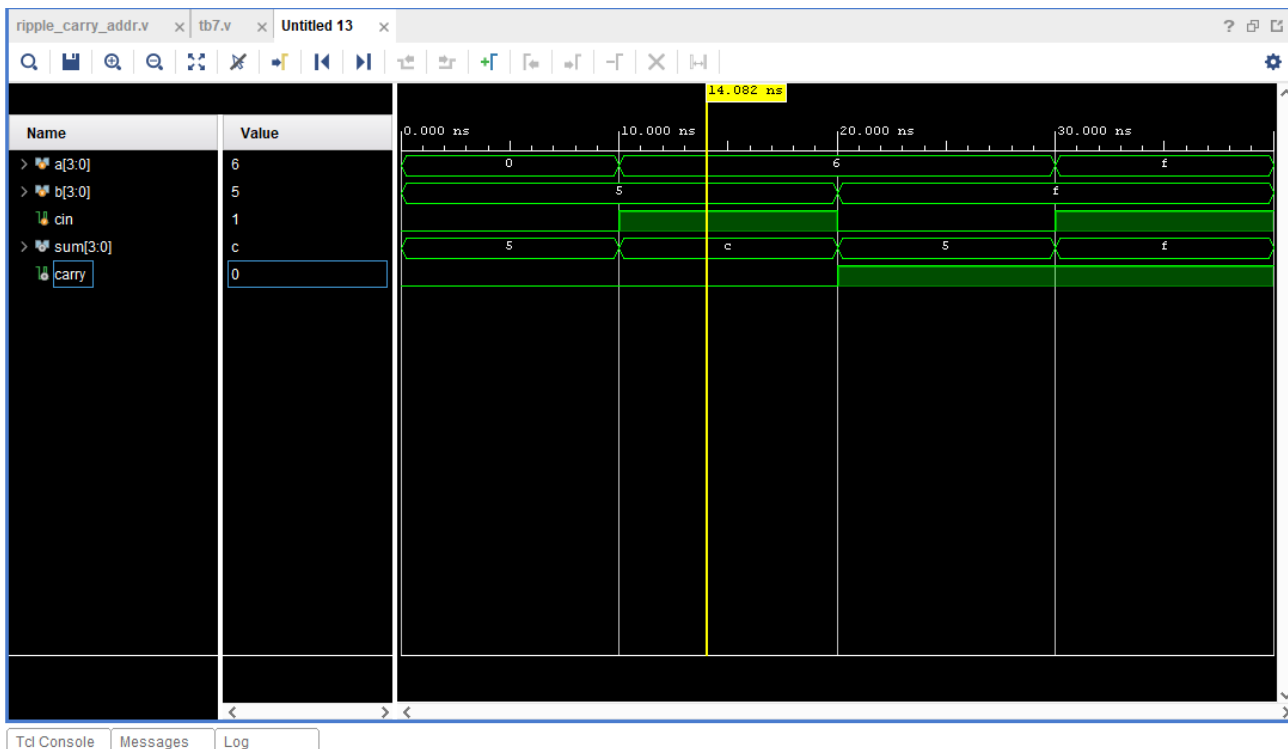 ripple_carry_addr.v × tb7.v × Untitled 13 × ?
14.082 ns
Name Value 0.000 ns 10.000 ns 20.000 ns 30.000 ns
> a[3:0] 6 0 6 f
> b[3:0] 5 5 f
cin 1
> sum[3:0] c 5 c 5 f
carry 0
Tcl Console Messages Log